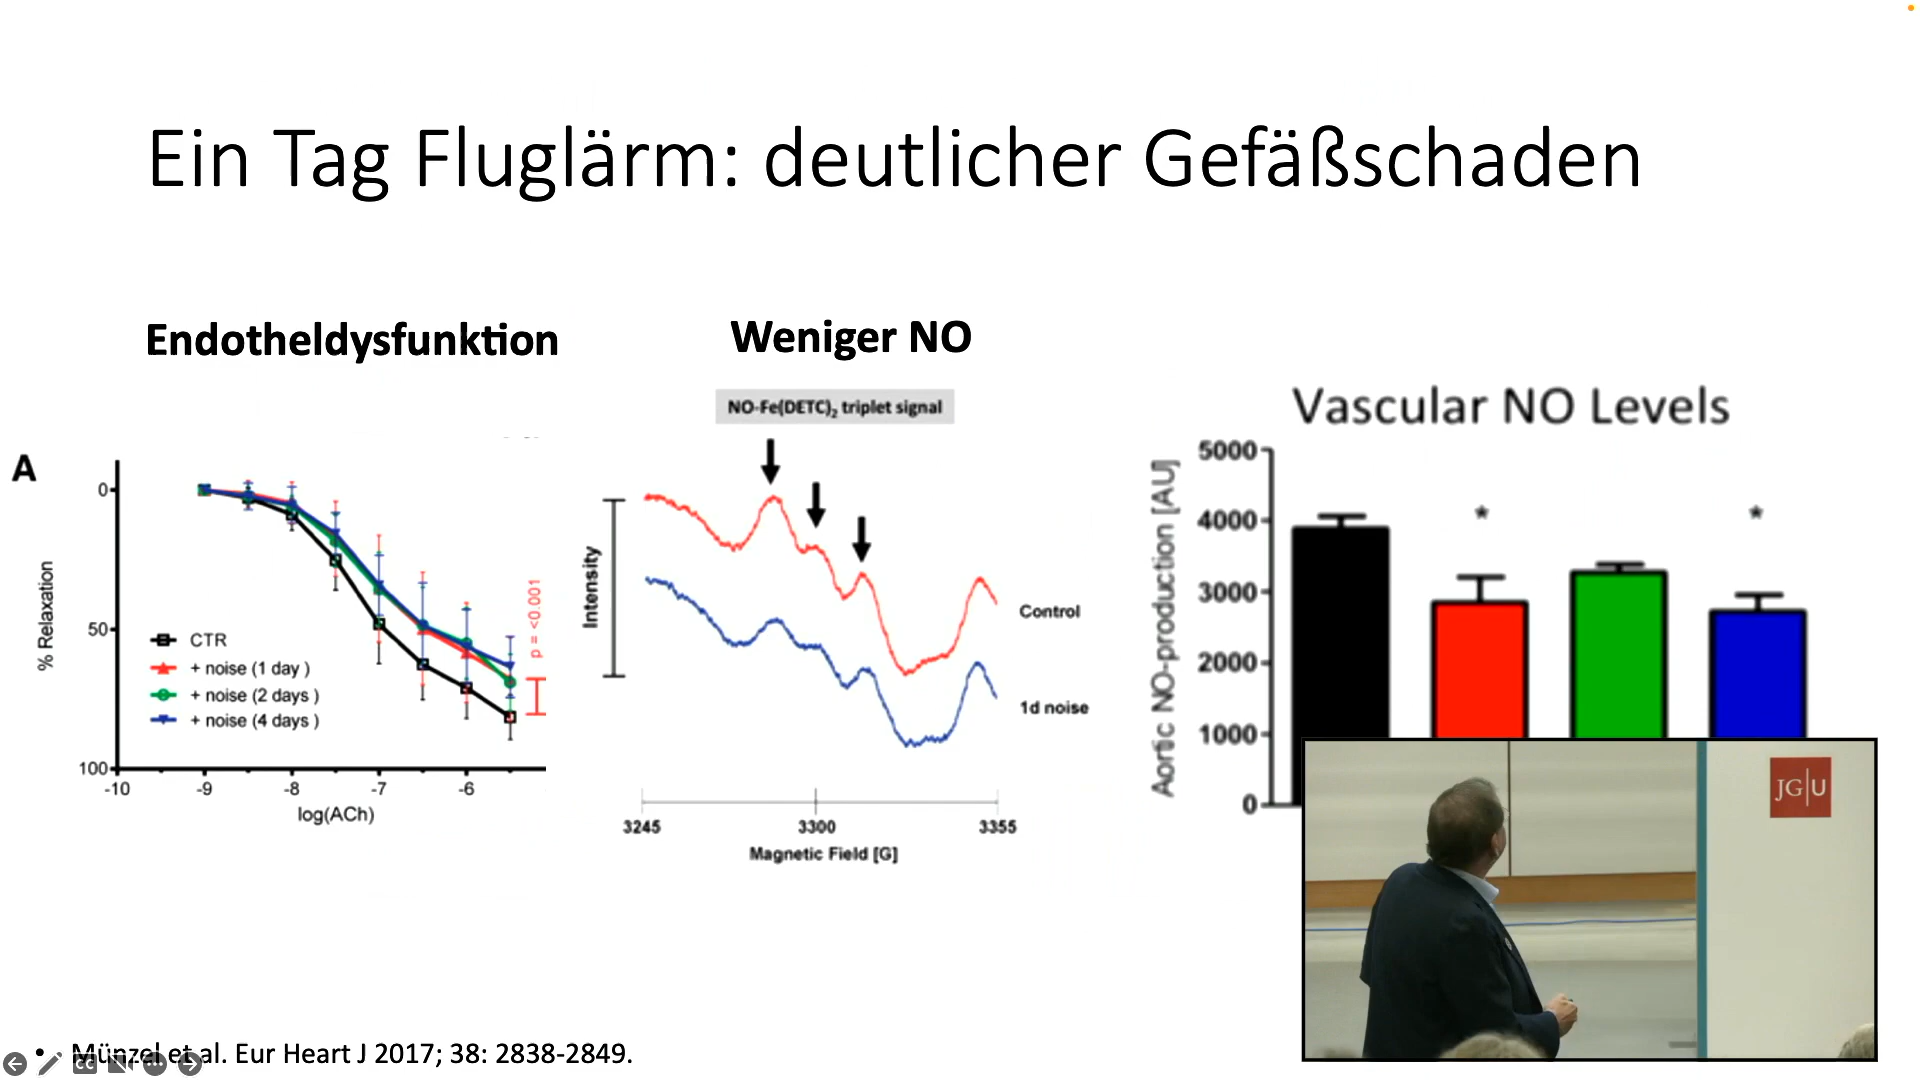 Ein Tag Fluglärm: deutlicher Gefäßschaden
Endotheldysfunktion
A
% Relaxation
0
50
100
CTR
+ noise (1 day )
+ noise (2 days )
+ noise (4 days )
p = <0.001
-10 -9 -8 -7 -6
log(ACh)
Weniger NO
NO-Fe(DETC)₂ triplet signal
Intensity
Control
1d noise
3245 3300 3355
Magnetic Field [G]
Vascular NO Levels
Aortic NO-production [AU]
5000
4000
3000
2000
1000
0
* *
JG|U
• Münzel et al. Eur Heart J 2017; 38: 2838-2849.
CC